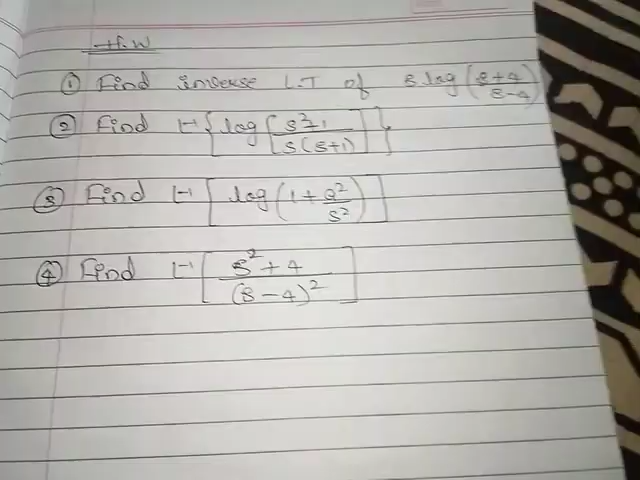 H.W
① Find inverse L.T of s log(s+4/s-4)
② Find L⁻¹{log[s²+1/s(s+1)]}
③ Find L⁻¹[log(1+a²/s²)]
④ Find L⁻¹[s²+4/(s-4)²]